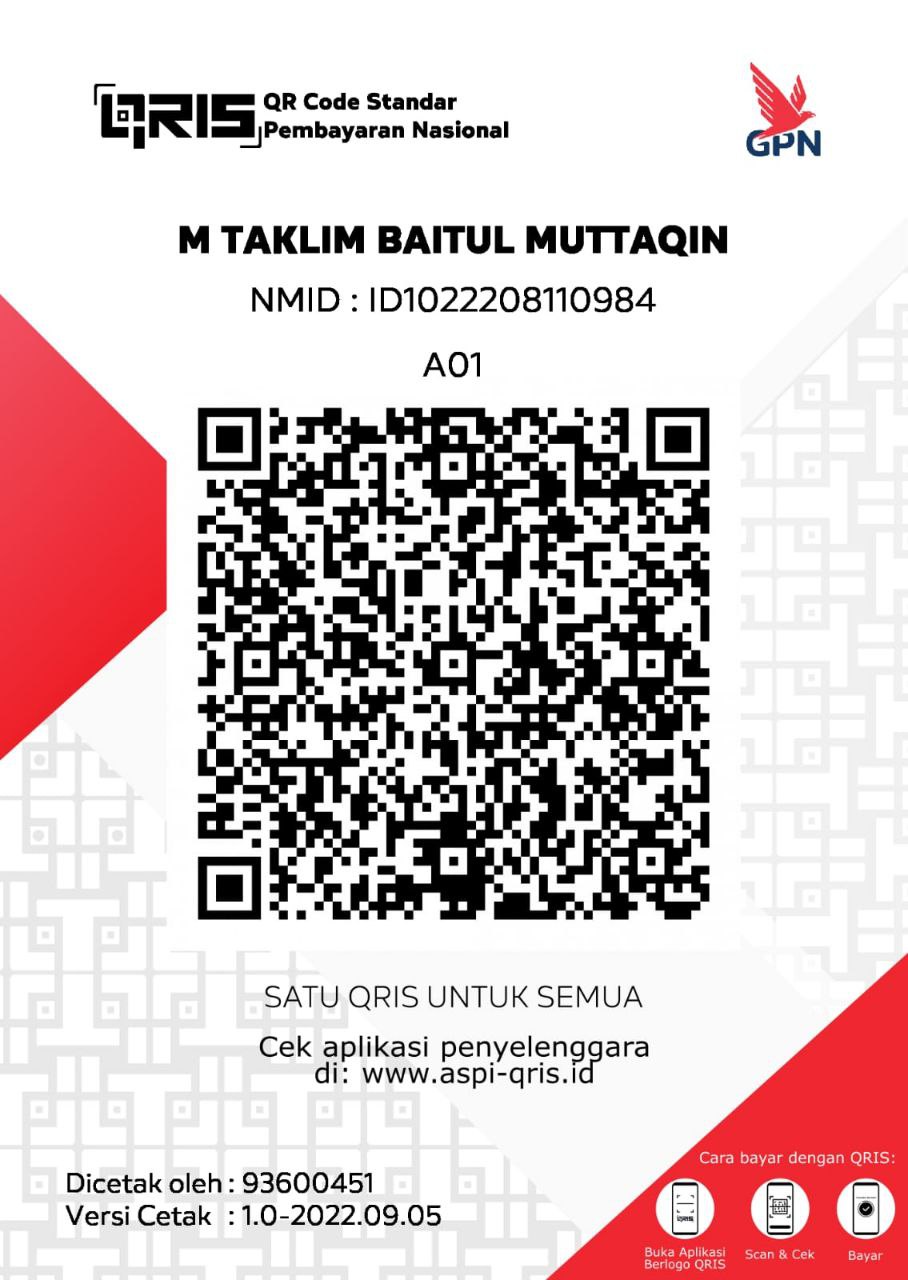 QRIS
QR Code Standar
Pembayaran Nasional
GPN
M TAKLIM BAITUL MUTTAQIN
NMID : ID1022208110984
A01
SATU QRIS UNTUK SEMUA
Cek aplikasi penyelenggara
di: www.aspi-qris.id
Dicetak oleh : 93600451
Versi Cetak : 1.0-2022.09.05
Cara bayar dengan QRIS:
QRIS
Buka Aplikasi
Berlogo QRIS
Scan & Cek
Bayar